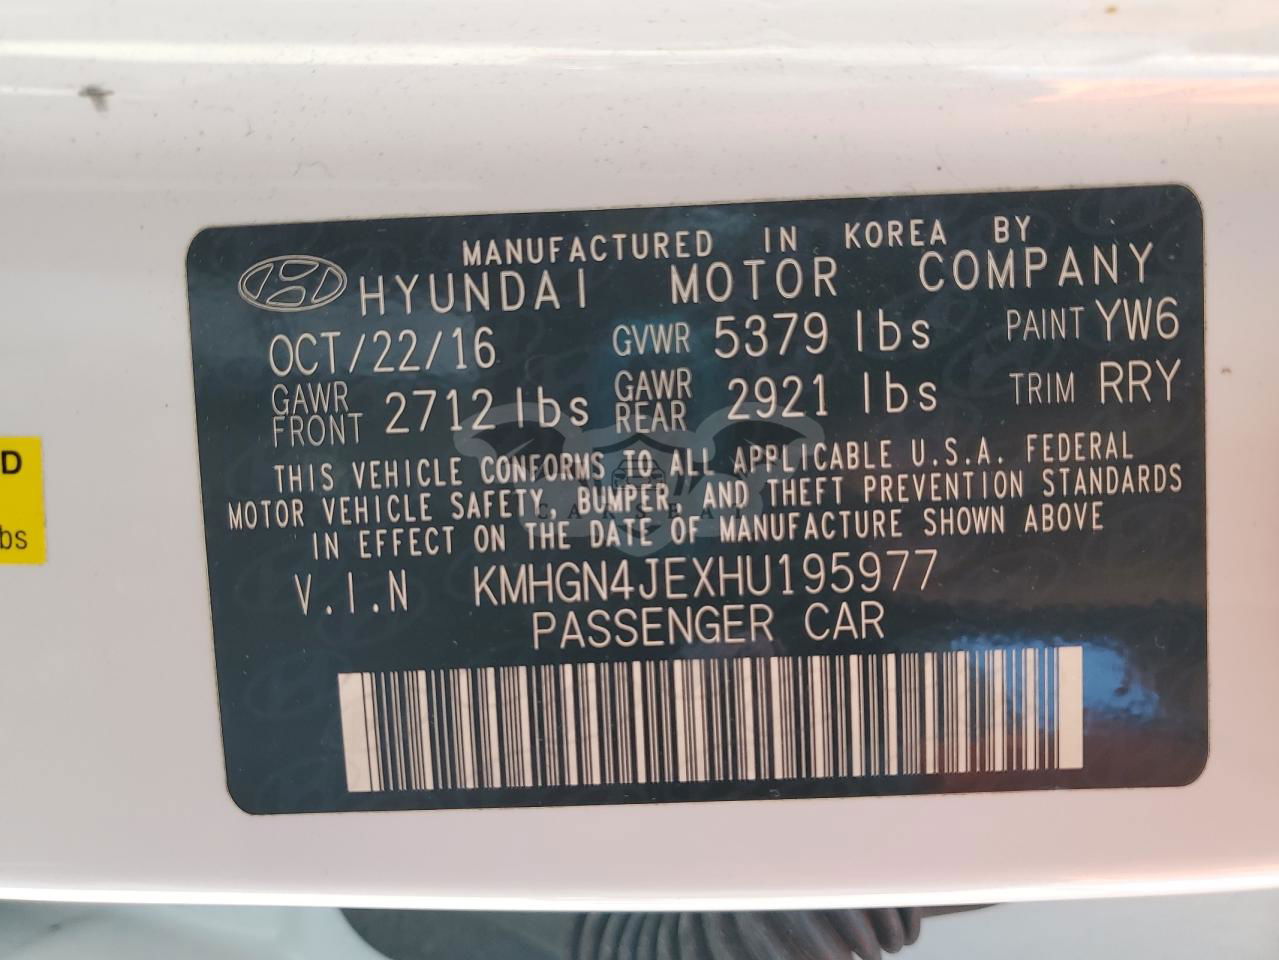 MANUFACTURED IN KOREA BY
HYUNDAI MOTOR COMPANY
OCT/22/16 GVWR 5379 lbs PAINT YW6
GAWR FRONT 2712 lbs GAWR REAR 2921 lbs TRIM RRY
THIS VEHICLE CONFORMS TO ALL APPLICABLE U.S.A. FEDERAL
MOTOR VEHICLE SAFETY, BUMPER, AND THEFT PREVENTION STANDARDS
IN EFFECT ON THE DATE OF MANUFACTURE SHOWN ABOVE
V.I.N KMHGN4JEXHU195977
PASSENGER CAR
D
bs